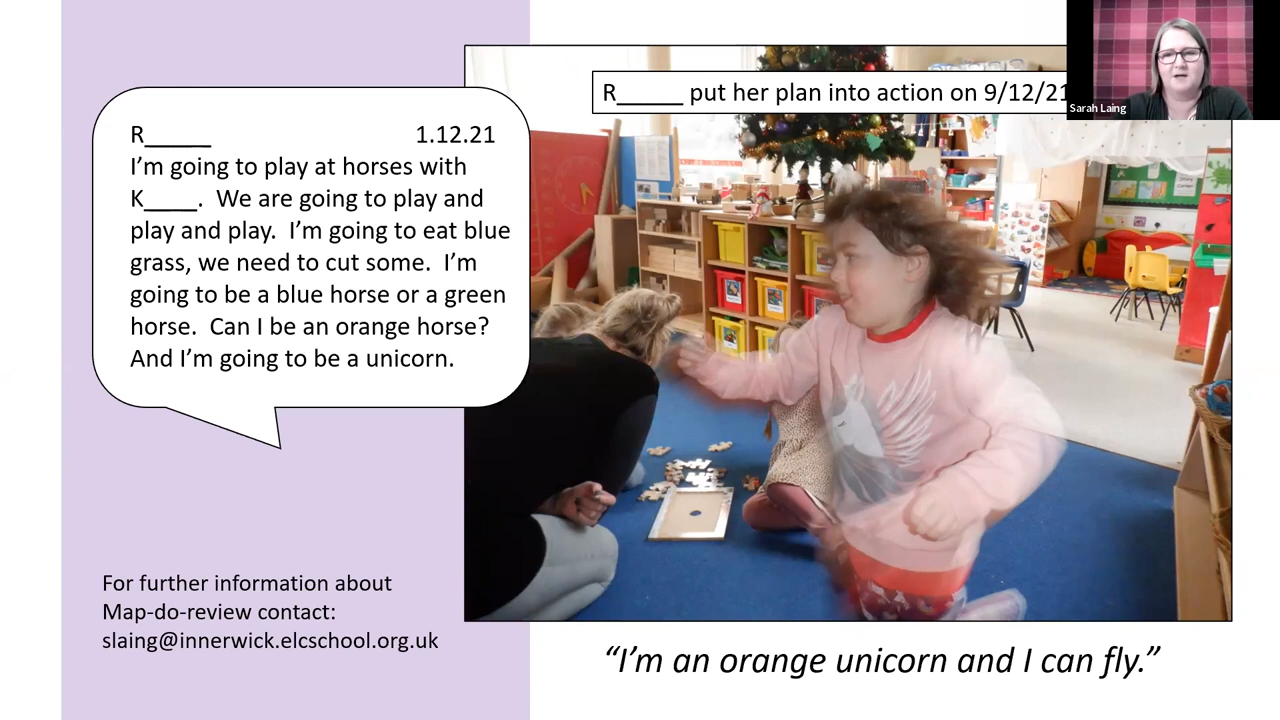 R_____ put her plan into action on 9/12/21
Sarah Laing
R_____ 1.12.21
I’m going to play at horses with
K____.  We are going to play and
play and play.  I’m going to eat blue
grass, we need to cut some.  I’m
going to be a blue horse or a green
horse.  Can I be an orange horse?
And I’m going to be a unicorn.
For further information about
Map-do-review contact:
slaing@innerwick.elcschool.org.uk
“I’m an orange unicorn and I can fly.”